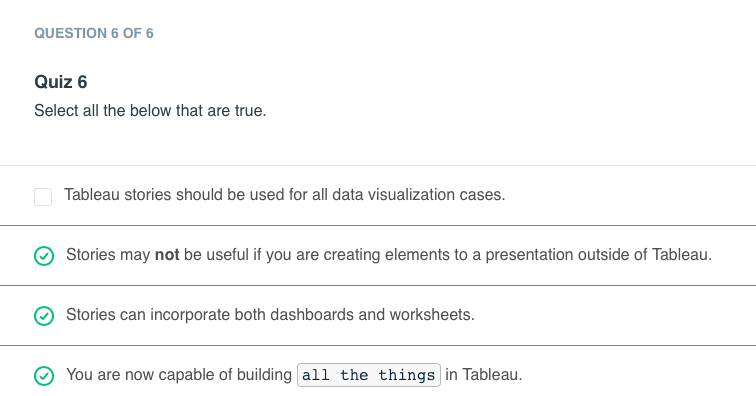 QUESTION 6 OF 6
Quiz 6
Select all the below that are true.
Tableau stories should be used for all data visualization cases.
Stories may not be useful if you are creating elements to a presentation outside of Tableau.
Stories can incorporate both dashboards and worksheets.
You are now capable of building all the things in Tableau.